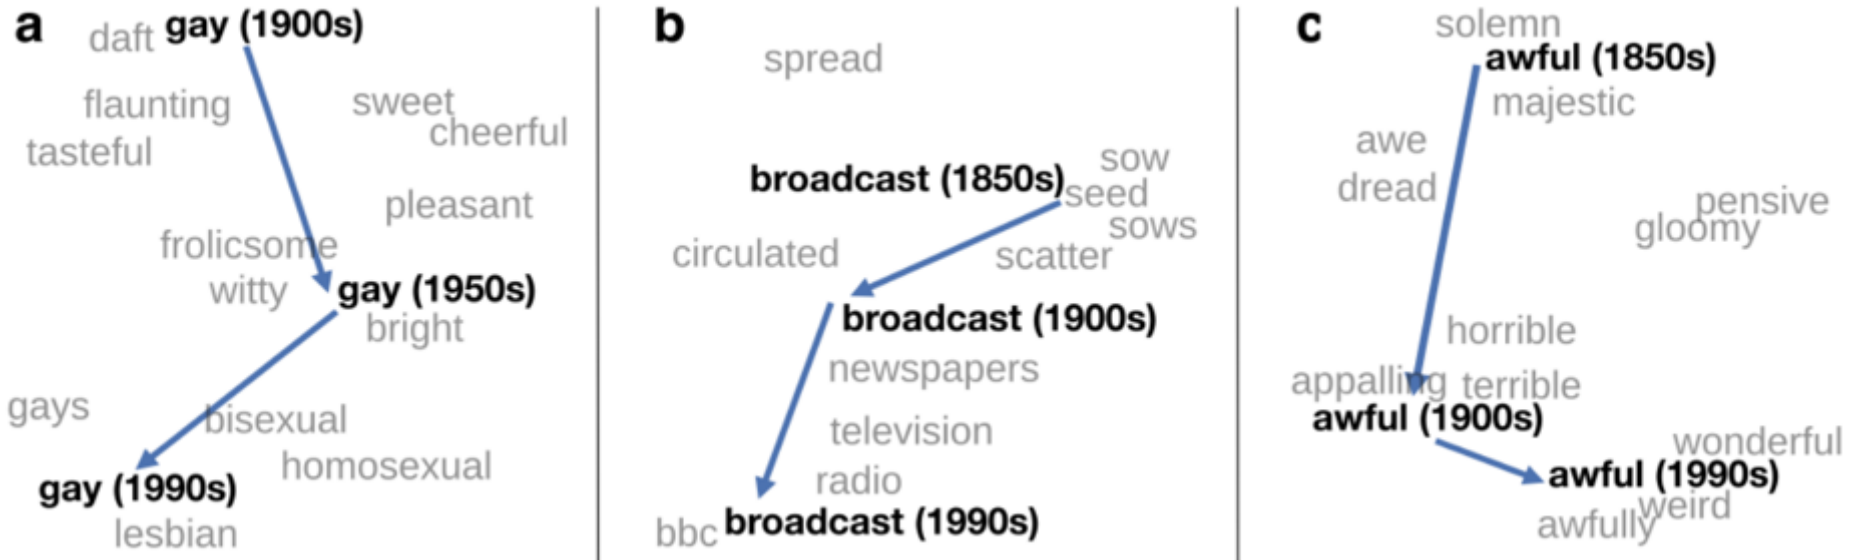 a
daft gay (1900s)
flaunting
sweet
cheerful
tasteful
pleasant
frolicsome
witty
gay (1950s)
bright
gays
bisexual
homosexual
gay (1990s)
lesbian
b
spread
sow
broadcast (1850s)
seed
sows
circulated
scatter
broadcast (1900s)
newspapers
television
radio
bbc broadcast (1990s)
c
solemn
awful (1850s)
majestic
awe
dread
pensive
gloomy
horrible
appalling terrible
awful (1900s)
wonderful
awful (1990s)
weird
awfully